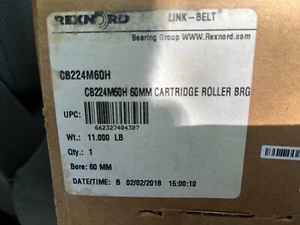 REXNORD LINK-BELT®
Bearing Group WWW.Rexnord.com
CB224M60H
CB224M60H 60MM CARTRIDGE ROLLER BRG
UPC:
662327404307
Wt.: 11.000 LB
Qty.: 1
Bore: 60 MM
DATE/TIME: B 02/02/2018 15:00:10